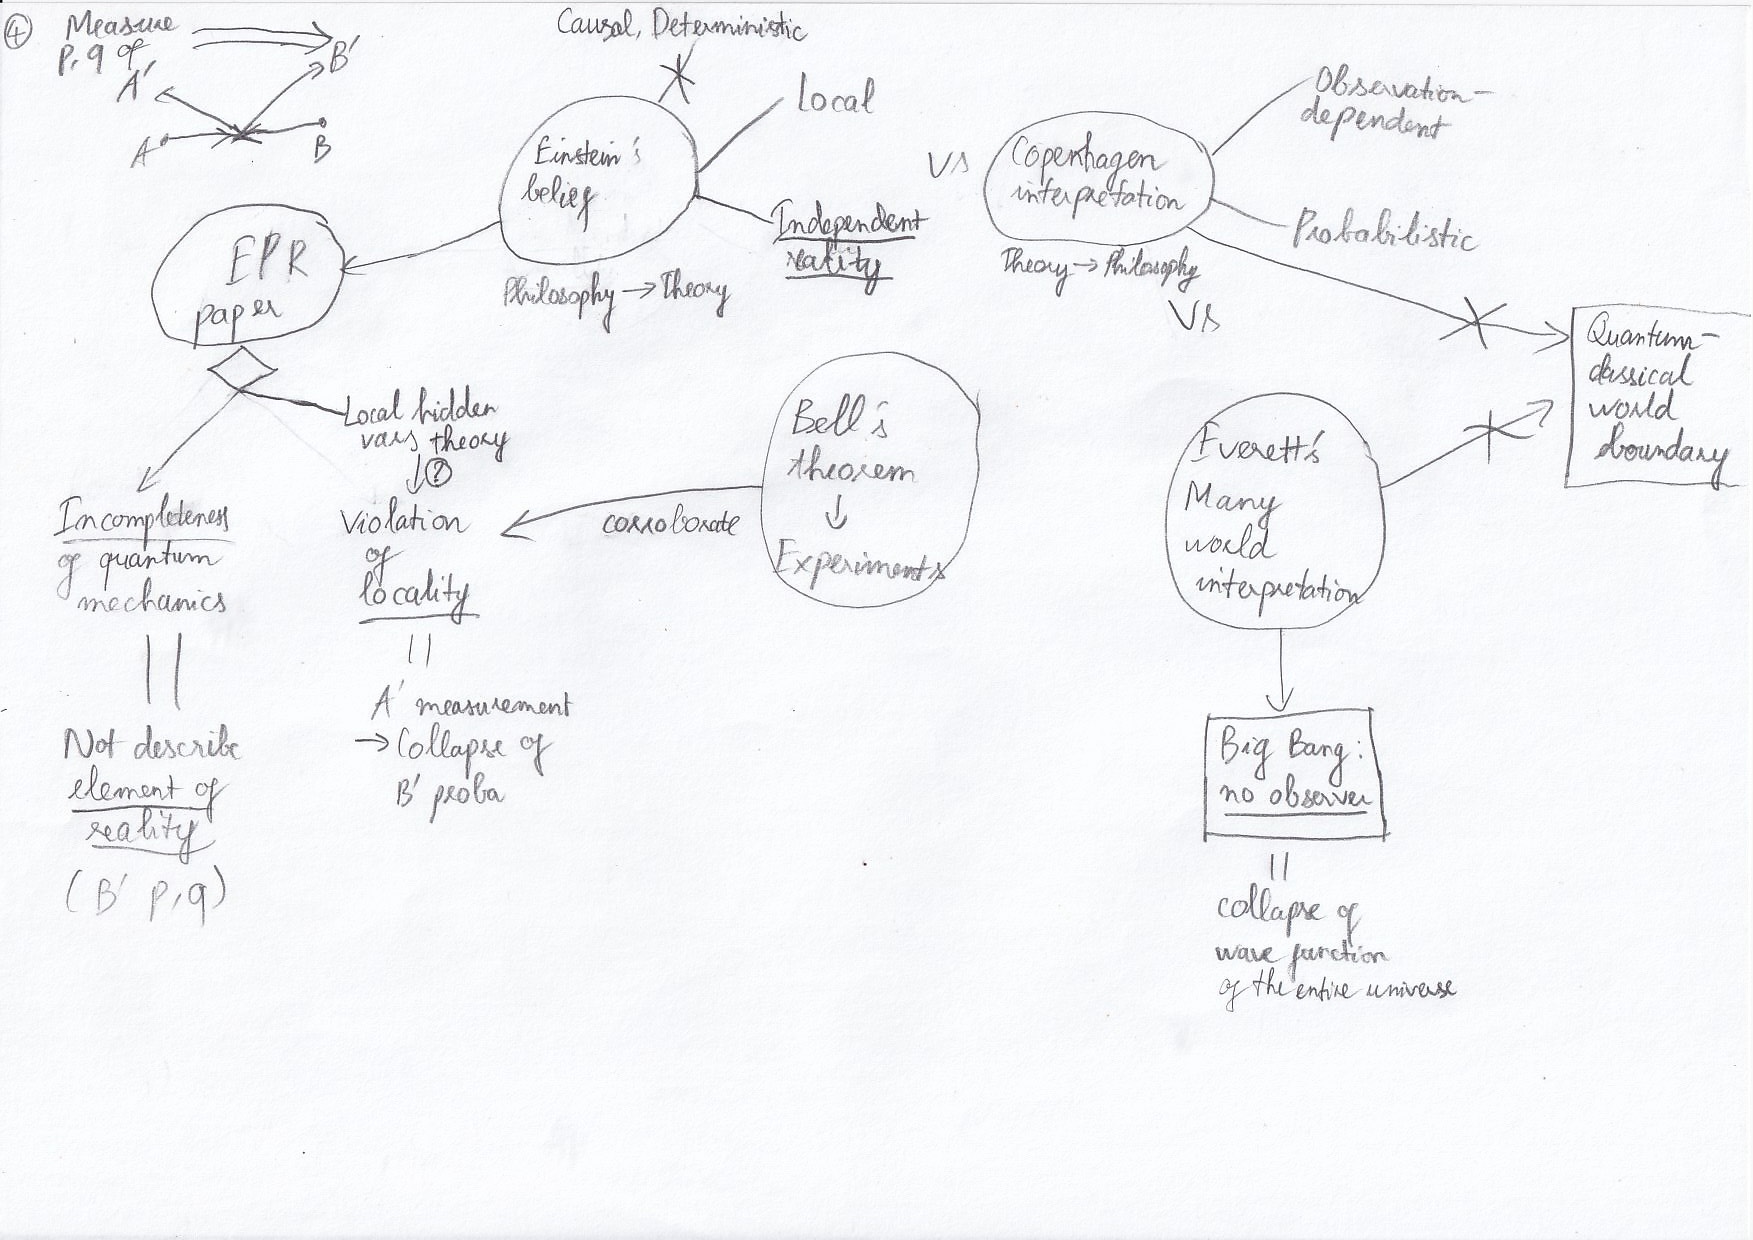 4
Measure
p, q of
A'
B'
A
B
Causal, Deterministic
Local
Einstein's
belief
Independent
reality
Philosophy → Theory
VS
Copenhagen
interpretation
Observation-
dependent
Probabilistic
Theory → Philosophy
VS
Quantum-
classical
world
boundary
EPR
paper
Local hidden
vars theory
?
Incompleteness
of quantum
mechanics
Not describe
element of
reality
(B' p, q)
Violation
of
locality
A' measurement
→ Collapse of
B' proba
corroborate
Bell's
theorem
↓
Experiments
Everett's
Many
world
interpretation
Big Bang:
no observer
collapse of
wave function
of the entire universe